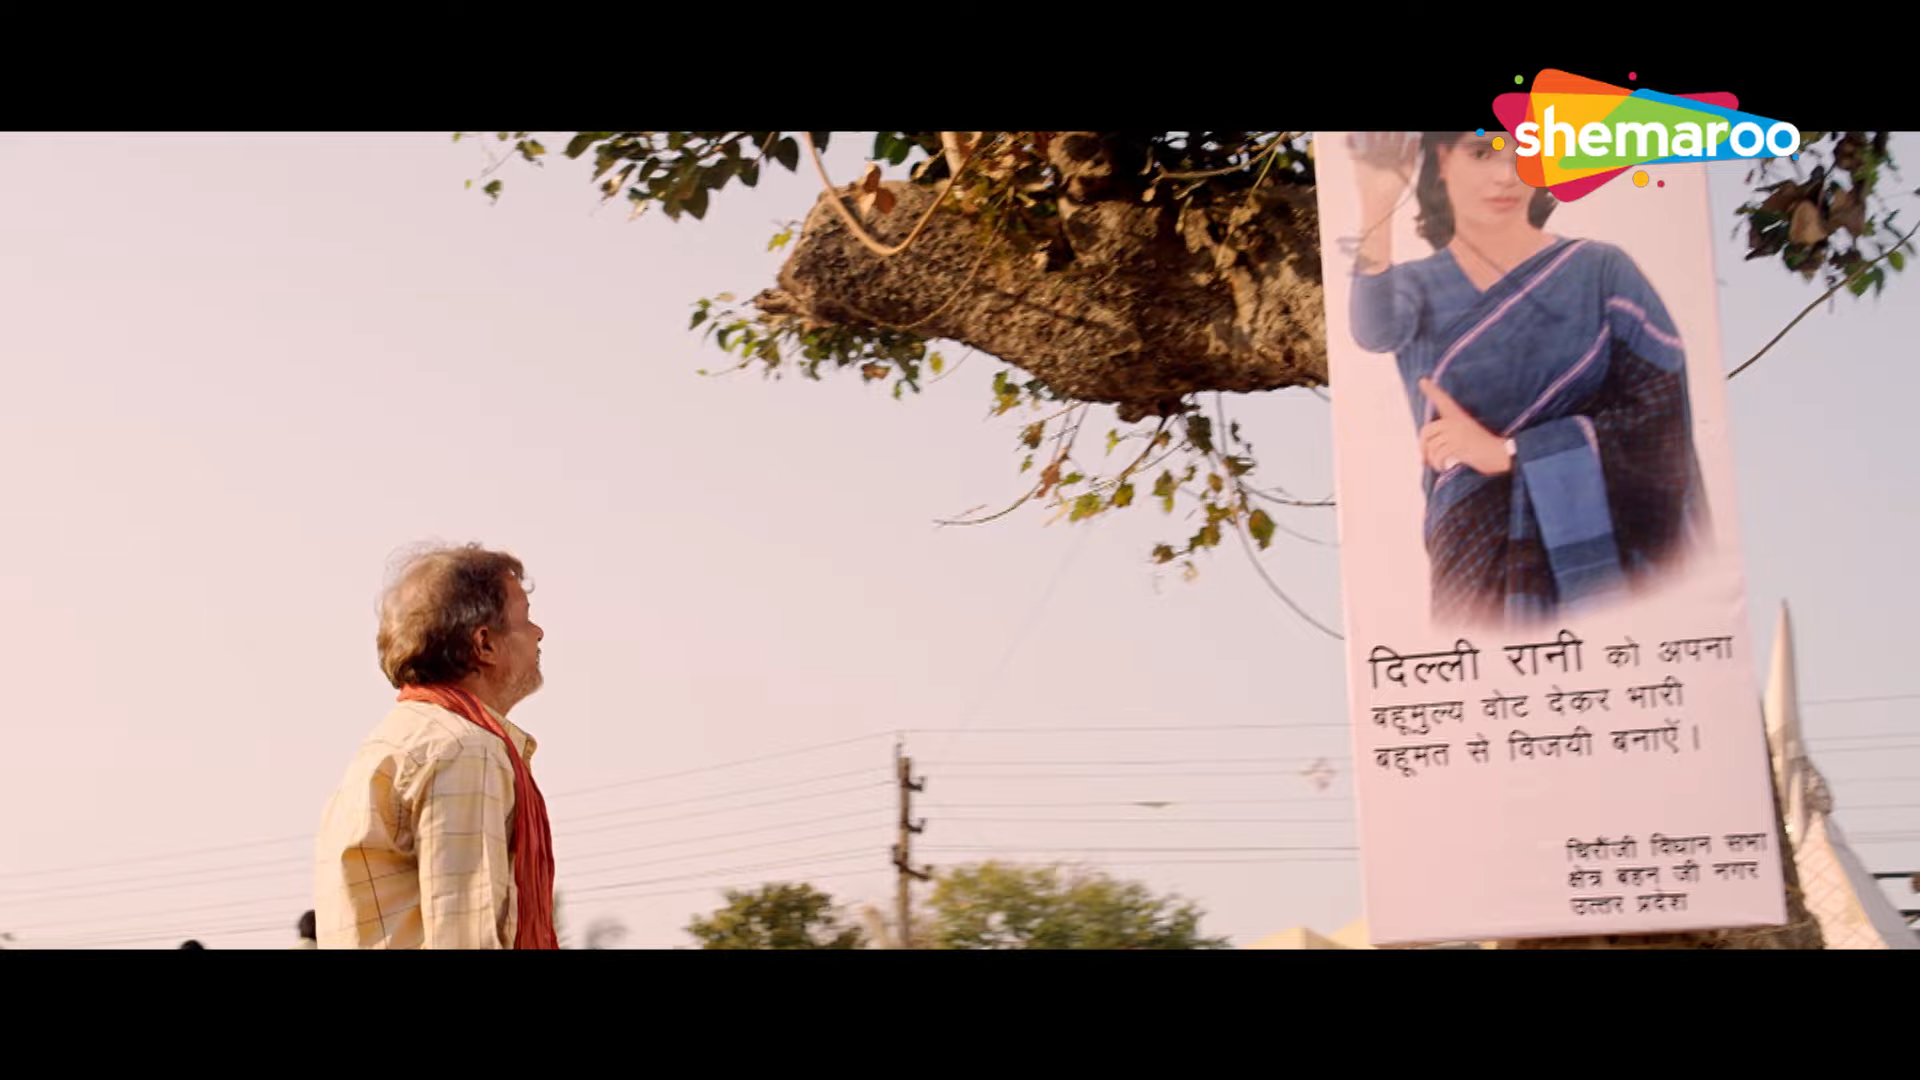 shemaroo
दिल्ली रानी को अपना
बहूमुल्य वोट देकर भारी
बहूमत से विजयी बनाऐं।
चिरौंजी विधान सभा
क्षेत्र बहन जी नगर
उत्तर प्रदेश